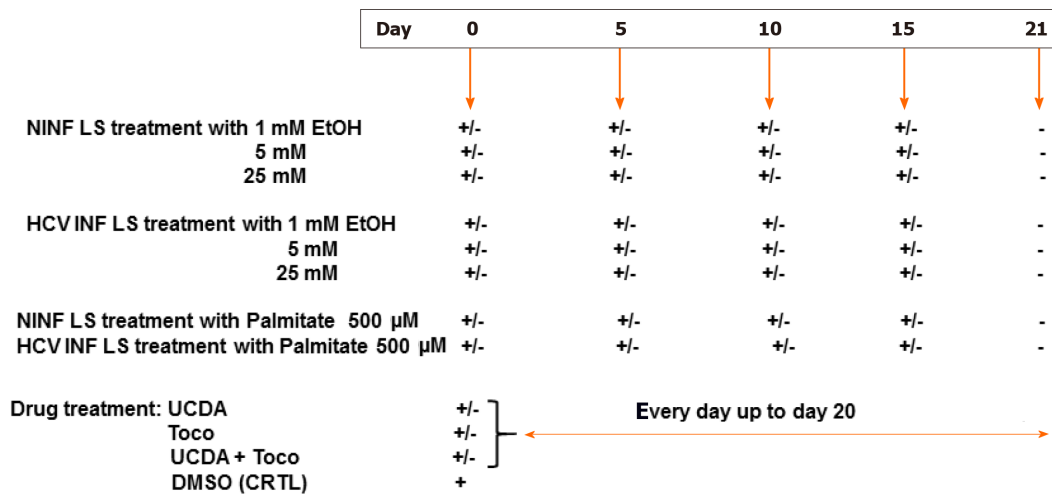 Day 0 5 10 15 21
NINF LS treatment with 1 mM EtOH +/- +/- +/- +/- -
5 mM +/- +/- +/- +/- -
25 mM +/- +/- +/- +/- -
HCV INF LS treatment with 1 mM EtOH +/- +/- +/- +/- -
5 mM +/- +/- +/- +/- -
25 mM +/- +/- +/- +/- -
NINF LS treatment with Palmitate 500 µM +/- +/- +/- +/- -
HCV INF LS treatment with Palmitate 500 µM +/- +/- +/- +/- -
Drug treatment: UCDA +/- Every day up to day 20
Toco +/-
UCDA + Toco +/-
DMSO (CRTL) +